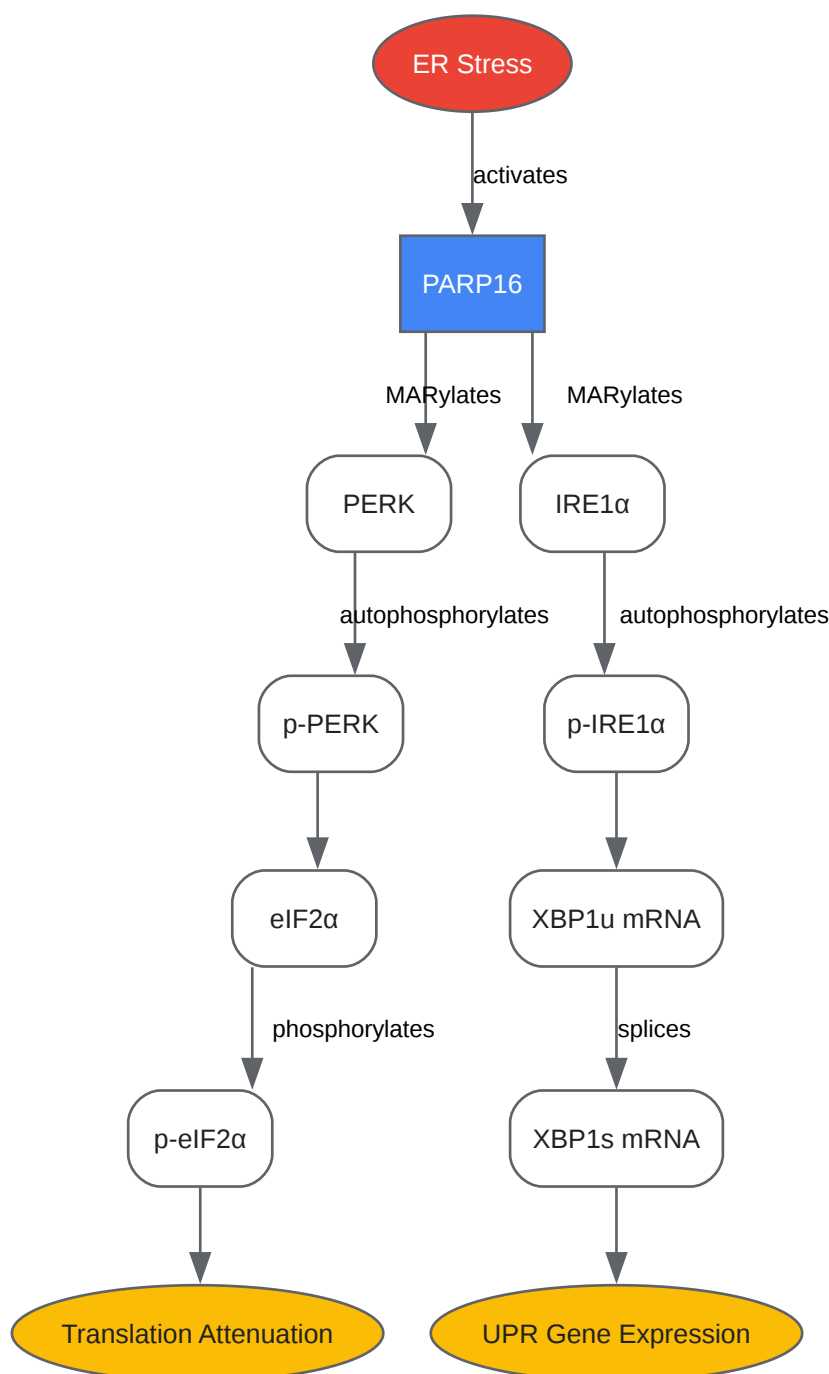 ER Stress
activates
PARP16
MARylates
MARylates
PERK
IRE1α
autophosphorylates
autophosphorylates
p-PERK
p-IRE1α
eIF2α
XBP1u mRNA
phosphorylates
splices
p-eIF2α
XBP1s mRNA
Translation Attenuation
UPR Gene Expression